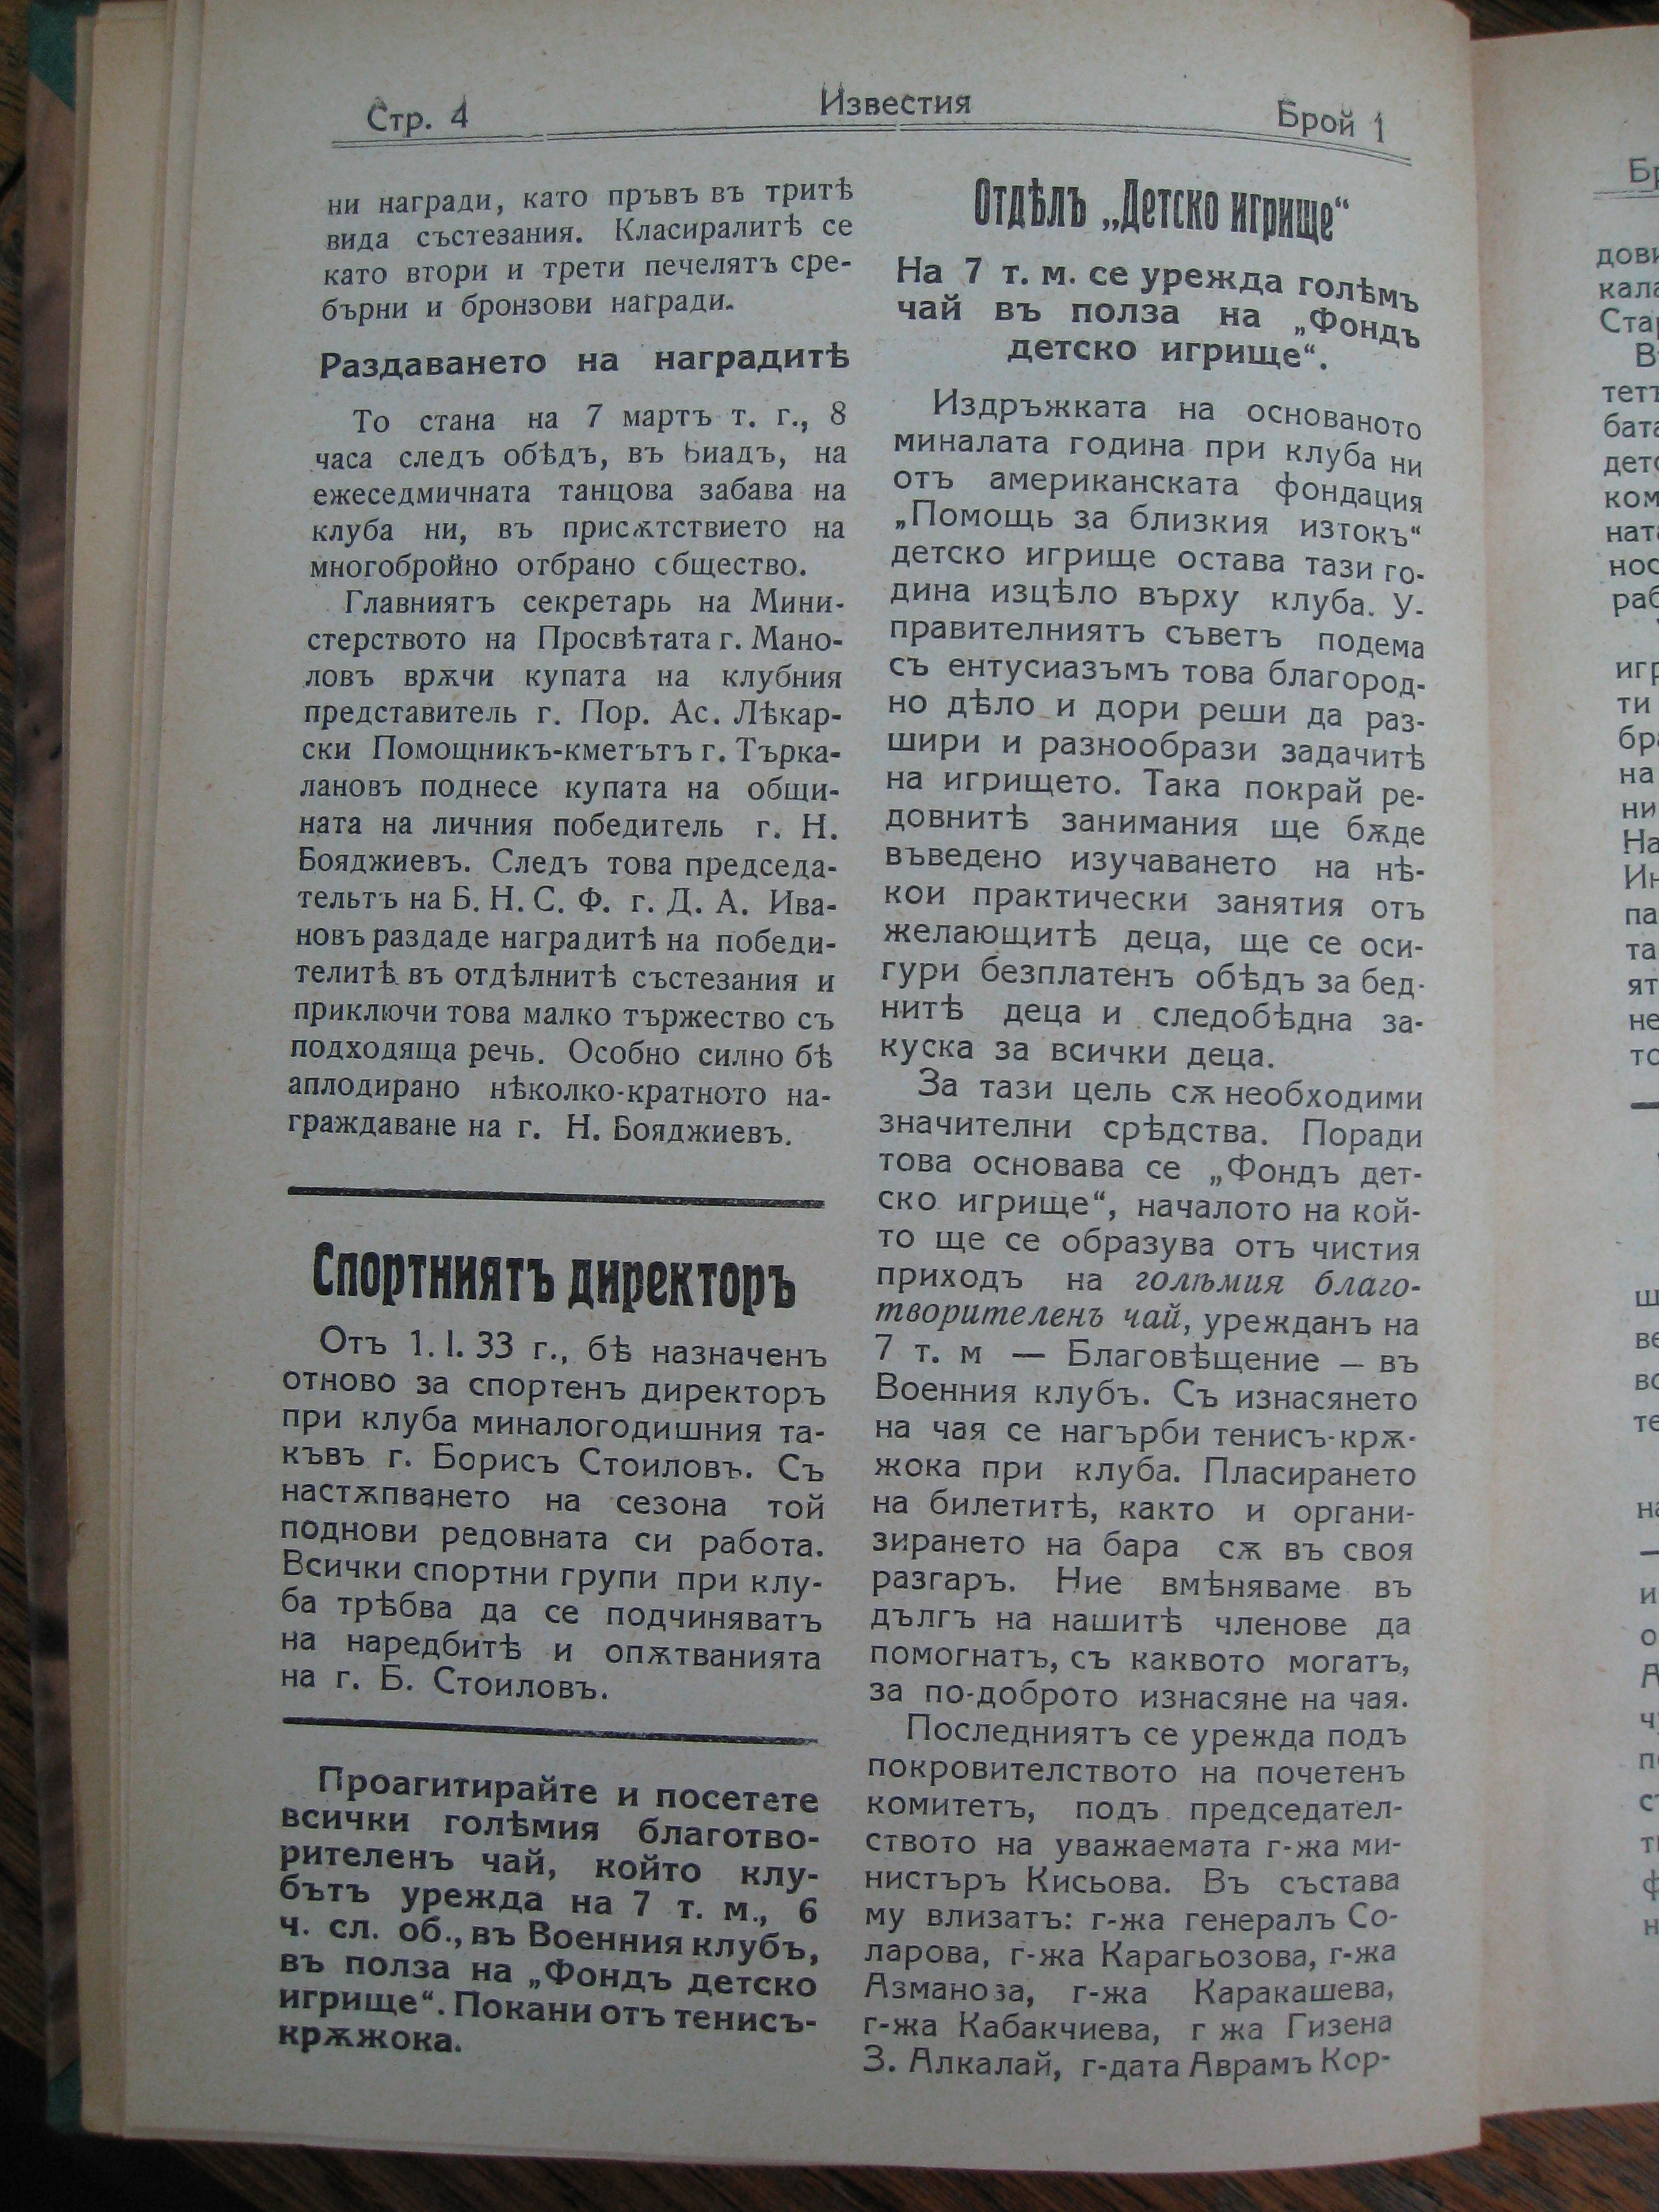 Стр. 4
Известия
Брой 1
ни награди, като пръвъ въ тритѣ
вида състезания. Класиралитѣ се
като втори и трети печелятъ сре-
бърни и бронзови награди.
Раздаването на наградитѣ
То стана на 7 мартъ т. г., 8
часа следъ обѣдъ, въ Биадъ, на
ежеседмичната танцова забава на
клуба ни, въ присѫтствието на
многобройно отбрано общество.
Главниятъ секретарь на Мини-
стерството на Просвѣтата г. Мано-
ловъ врѫчи купата на клубния
представитель г. Пор. Ас. Лѣкар-
ски Помощникъ-кметътъ г. Търка-
лановъ поднесе купата на общи-
ната на личния победитель г. Н.
Бояджиевъ. Следъ това председа-
тельтъ на Б. Н. С. Ф. г. Д. А. Ива-
новъ раздаде наградитѣ на победи-
телитѣ въ отдѣлнитѣ състезания и
приключи това малко тържество съ
подходяща речь. Особно силно бѣ
аплодирано нѣколко-кратното на-
граждаване на г. Н. Бояджиевъ.
Спортниятъ директоръ
Отъ 1. I. 33 г., бѣ назначенъ
отново за спортенъ директоръ
при клуба миналогодишния та-
къвъ г. Борисъ Стоиловъ. Съ
настѫпването на сезона той
поднови редовната си работа.
Всички спортни групи при клу-
ба трѣбва да се подчиняватъ
на наредбитѣ и опѫтванията
на г. Б. Стоиловъ.
Проагитирайте и посетете
всички голѣмия благотво-
рителенъ чай, който клу-
бътъ урежда на 7 т. м., 6
ч. сл. об., въ Военния клубъ,
въ полза на „Фондъ детско
игрище“. Покани отъ тенисъ-
крѫжока.
Отдѣлъ „Детско игрище“
На 7 т. м. се урежда голѣмъ
чай въ полза на „Фондъ
детско игрище“.
Издръжката на основаното
миналата година при клуба ни
отъ американската фондация
„Помощь за близкия изтокъ“
детско игрище остава тази го-
дина изцѣло върху клуба. У-
правителниятъ съветъ подема
съ ентусиазъмъ това благород-
но дѣло и дори реши да раз-
шири и разнообрази задачитѣ
на игрището. Така покрай ре-
довнитѣ занимания ще бѫде
въведено изучаването на нѣ-
кои практически занятия отъ
желающитѣ деца, ще се оси-
гури безплатенъ обѣдъ за бед-
нитѣ деца и следобѣдна за-
куска за всички деца.
За тази цель сѫ необходими
значителни срѣдства. Поради
това основава се „Фондъ дет-
ско игрище“, началото на кой-
то ще се образува отъ чистия
приходъ на голѣмия благо-
творителенъ чай, урежданъ на
7 т. м — Благовѣщение — въ
Военния клубъ. Съ изнасянето
на чая се нагърби тенисъ-крѫ-
жока при клуба. Пласирането
на билетитѣ, както и органи-
зирането на бара сѫ въ своя
разгаръ. Ние вмѣняваме въ
дългъ на нашитѣ членове да
помогнатъ, съ каквото могатъ,
за по-доброто изнасяне на чая.
Последниятъ се урежда подъ
покровителството на почетенъ
комитетъ, подъ председател-
ството на уважаемата г-жа ми-
нистъръ Кисьова. Въ състава
му влизатъ: г-жа генералъ Со-
ларова, г-жа Карагьозова, г-жа
Азманова, г-жа Каракашева,
г-жа Кабакчиева, г жа Гизена
З. Алкалай, г-дата Аврамъ Кор-